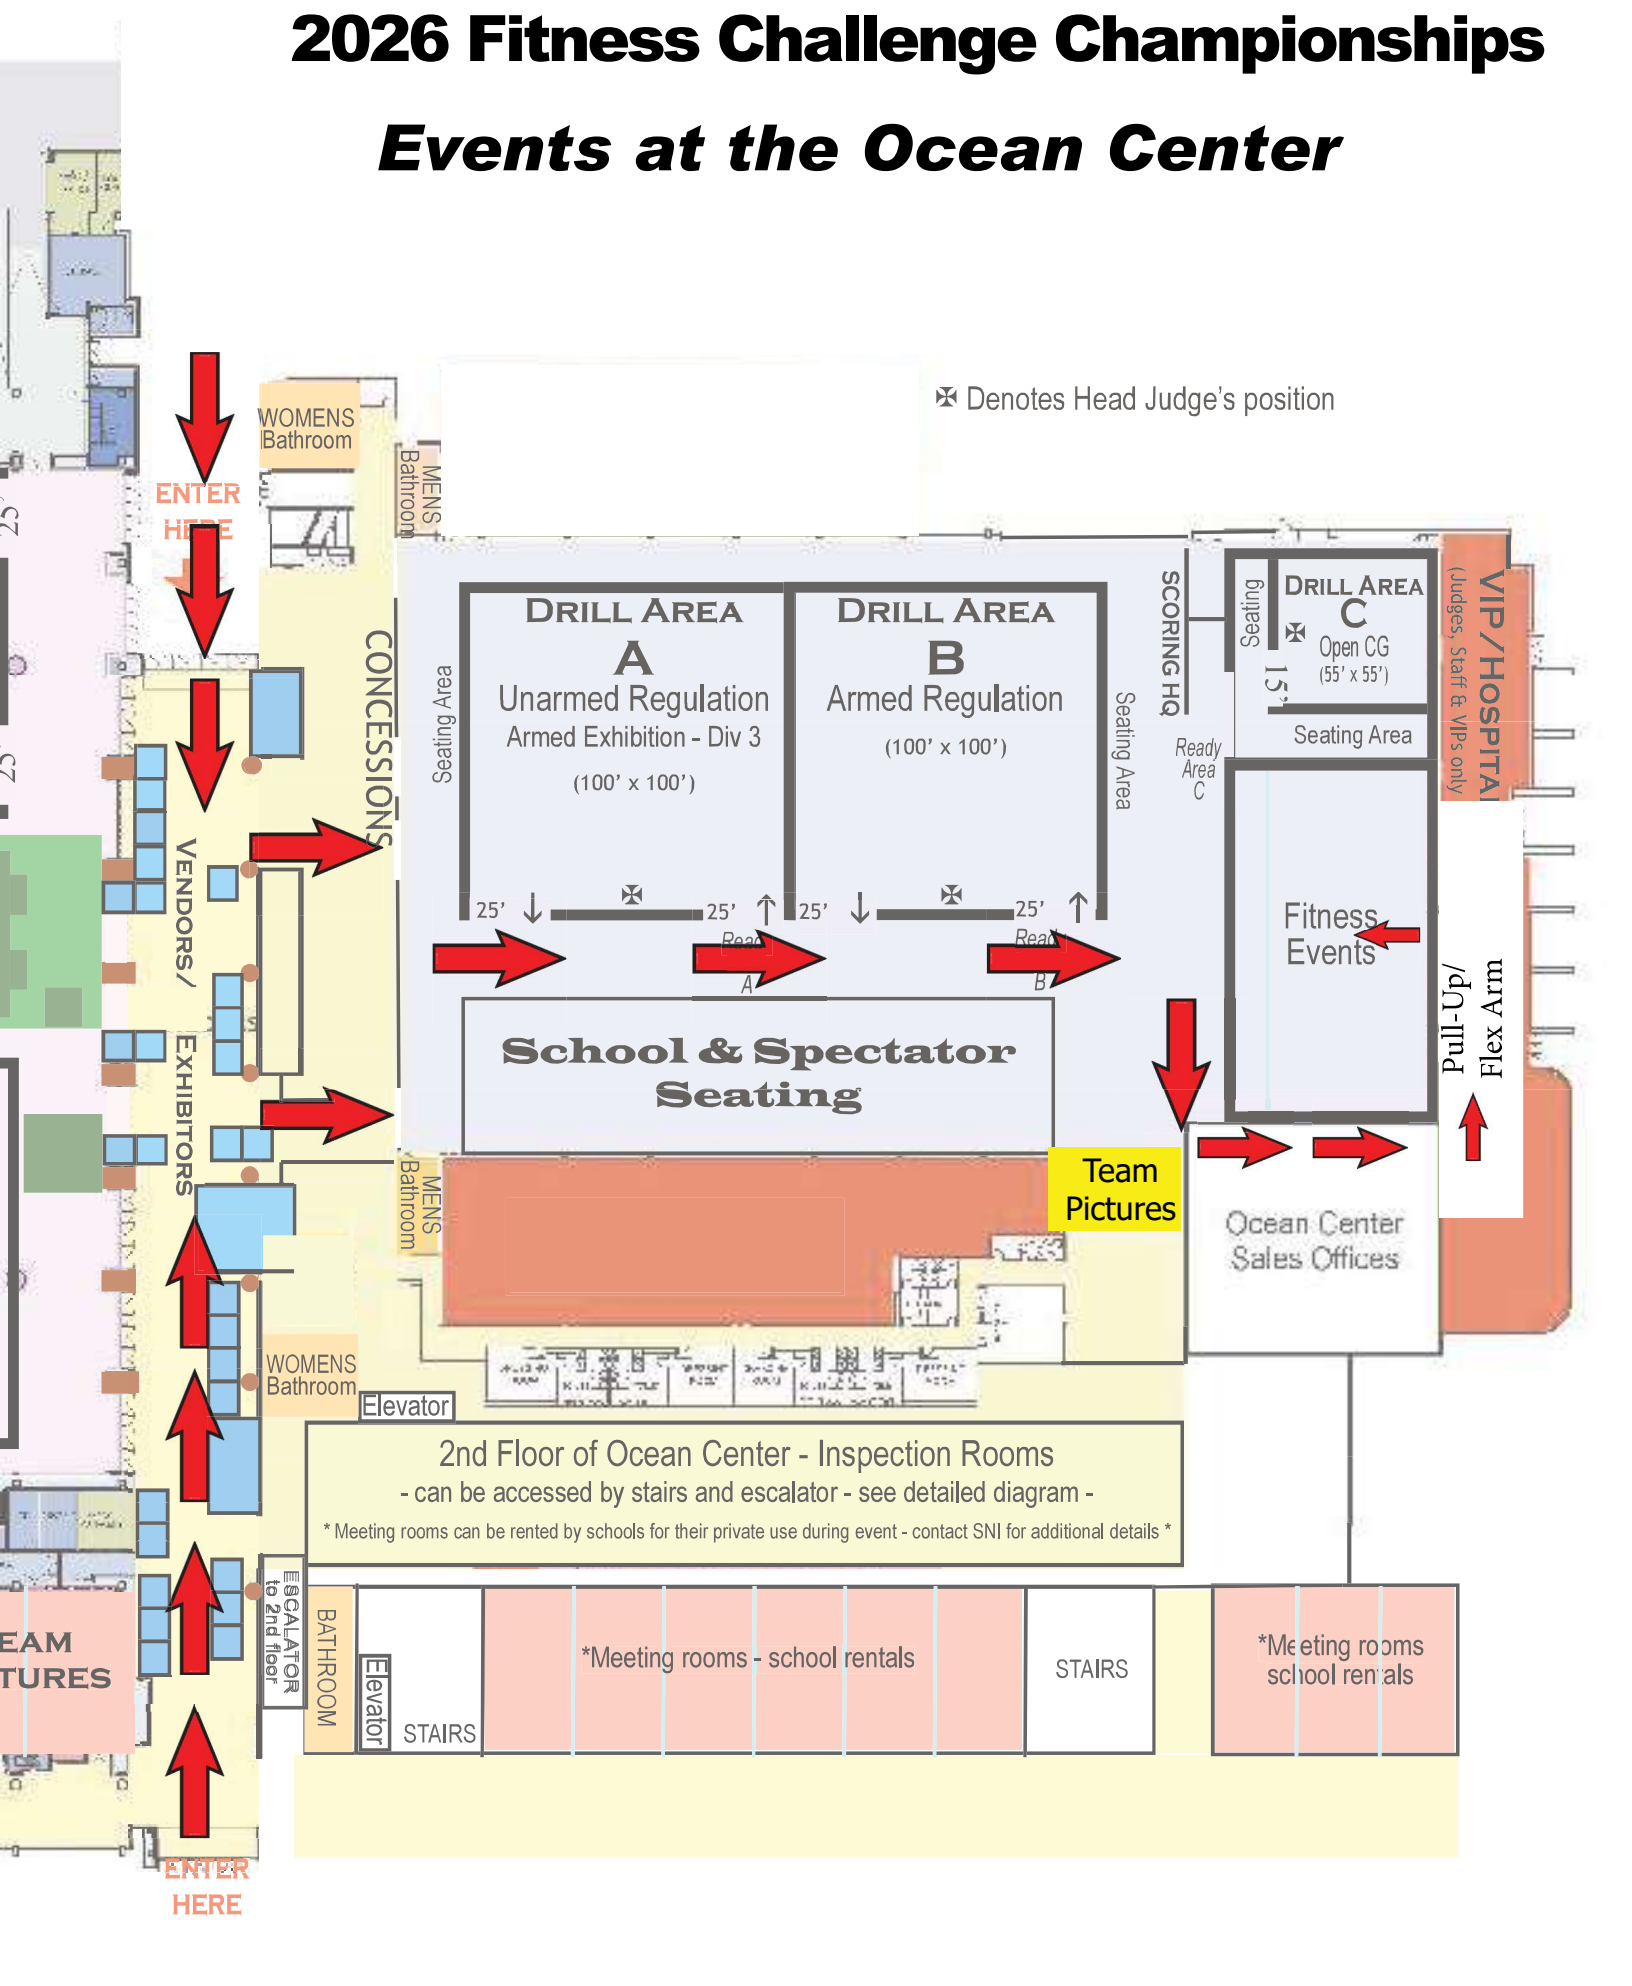 2026 Fitness Challenge Championships
Events at the Ocean Center
✠ Denotes Head Judge's position
WOMENS
Bathroom
MENS
Bathroom
ENTER
HERE
25'
25'
CONCESSIONS
Seating Area
DRILL AREA
A
Unarmed Regulation
Armed Exhibition - Div 3
(100' x 100')
DRILL AREA
B
Armed Regulation
(100' x 100')
Seating Area
SCORING HQ
Ready
Area
C
Seating
DRILL AREA
C
Open CG
(55' x 55')
15'
Seating Area
VIP/HOSPITA
(Judges, Staff & VIPs only
25'
25'
25'
25'
A
B
Fitness
Events
Pull-Up/
Flex Arm
VENDORS/
EXHIBITORS
School & Spectator
Seating
Team
Pictures
Ocean Center
Sales Offices
MENS
Bathroom
WOMENS
Bathroom
Elevator
2nd Floor of Ocean Center - Inspection Rooms
- can be accessed by stairs and escalator - see detailed diagram -
* Meeting rooms can be rented by schools for their private use during event - contact SNI for additional details *
ESCALATOR
to 2nd floor
BATHROOM
Elevator
STAIRS
*Meeting rooms - school rentals
STAIRS
*Meeting rooms
school rentals
EAM
TURES
ENTER
HERE